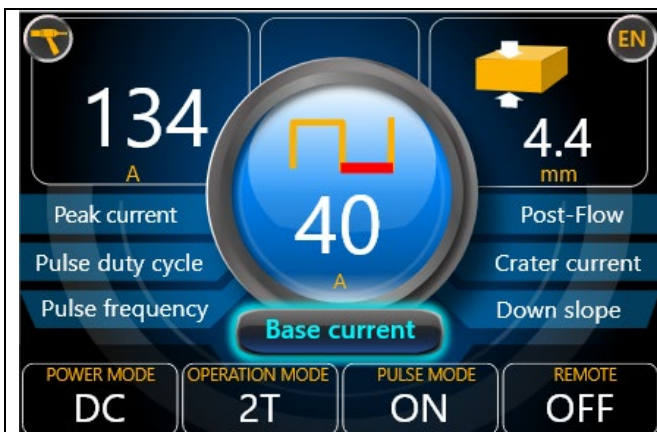 EN
134
A
4.4
mm
40
A
Peak current
Pulse duty cycle
Pulse frequency
Post-Flow
Crater current
Down slope
Base current
POWER MODE
DC
OPERATION MODE
2T
PULSE MODE
ON
REMOTE
OFF